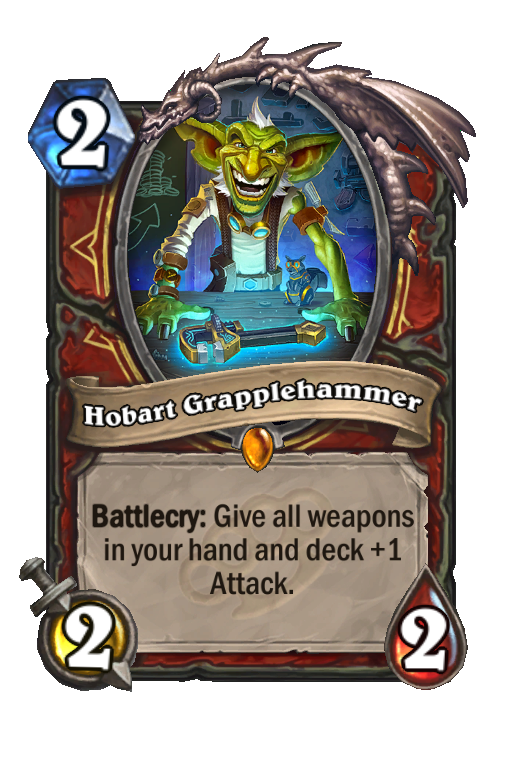 2
Hobart Grapplehammer
Battlecry: Give all weapons
in your hand and deck +1
Attack.
2
2